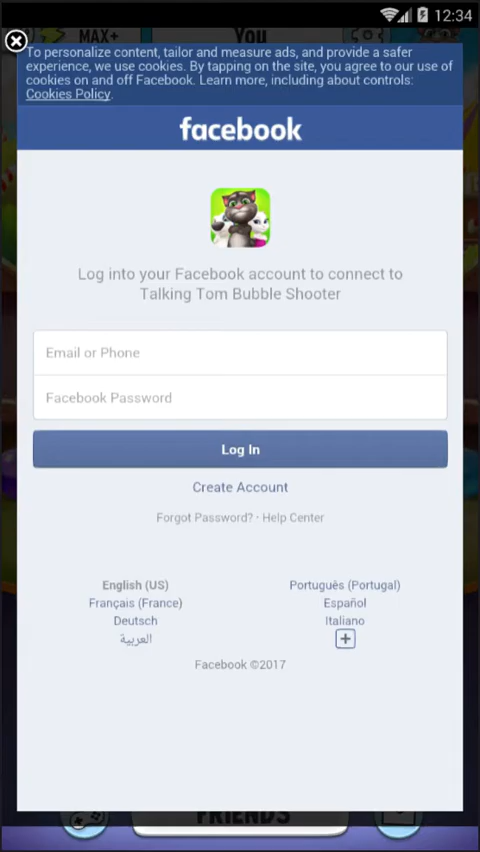 12:34
MAX+
You
To personalize content, tailor and measure ads, and provide a safer
experience, we use cookies. By tapping on the site, you agree to our use of
cookies on and off Facebook. Learn more, including about controls:
Cookies Policy.
facebook
Log into your Facebook account to connect to
Talking Tom Bubble Shooter
Email or Phone
Facebook Password
Log In
Create Account
Forgot Password? · Help Center
English (US)
Português (Portugal)
Français (France)
Español
Deutsch
Italiano
العربية
Facebook ©2017
FRIENDS